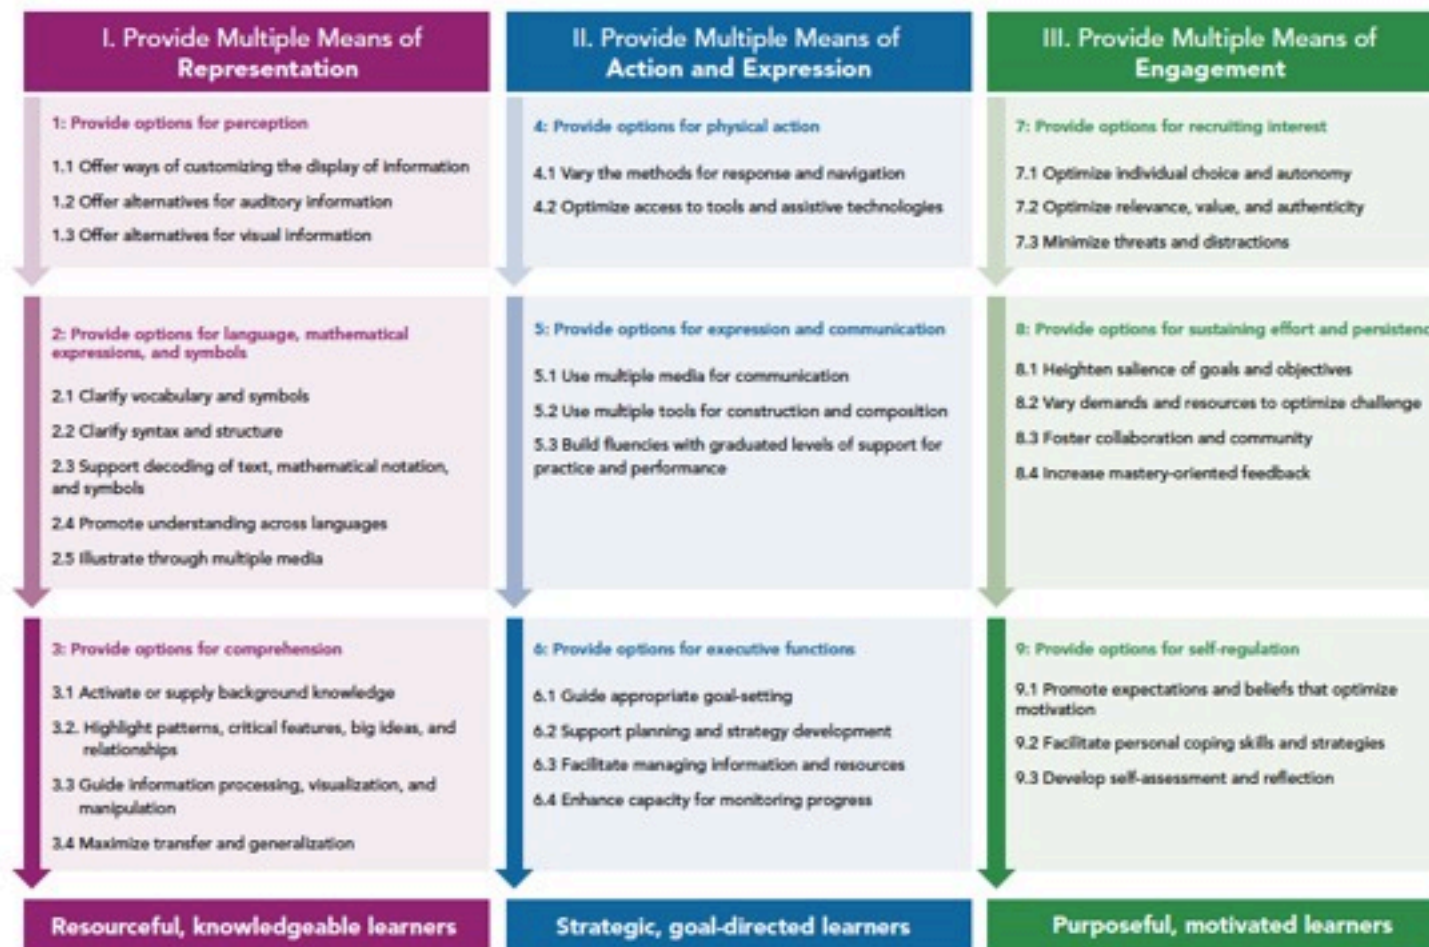 I. Provide Multiple Means of
Representation
1: Provide options for perception
1.1 Offer ways of customizing the display of information
1.2 Offer alternatives for auditory information
1.3 Offer alternatives for visual information
2: Provide options for language, mathematical
expressions, and symbols
2.1 Clarify vocabulary and symbols
2.2 Clarify syntax and structure
2.3 Support decoding of text, mathematical notation,
and symbols
2.4 Promote understanding across languages
2.5 Illustrate through multiple media
3: Provide options for comprehension
3.1 Activate or supply background knowledge
3.2. Highlight patterns, critical features, big ideas, and
relationships
3.3 Guide information processing, visualization, and
manipulation
3.4 Maximize transfer and generalization
Resourceful, knowledgeable learners
II. Provide Multiple Means of
Action and Expression
4: Provide options for physical action
4.1 Vary the methods for response and navigation
4.2 Optimize access to tools and assistive technologies
5: Provide options for expression and communication
5.1 Use multiple media for communication
5.2 Use multiple tools for construction and composition
5.3 Build fluencies with graduated levels of support for
practice and performance
6: Provide options for executive functions
6.1 Guide appropriate goal-setting
6.2 Support planning and strategy development
6.3 Facilitate managing information and resources
6.4 Enhance capacity for monitoring progress
Strategic, goal-directed learners
III. Provide Multiple Means of
Engagement
7: Provide options for recruiting interest
7.1 Optimize individual choice and autonomy
7.2 Optimize relevance, value, and authenticity
7.3 Minimize threats and distractions
8: Provide options for sustaining effort and persistenc
8.1 Heighten salience of goals and objectives
8.2 Vary demands and resources to optimize challenge
8.3 Foster collaboration and community
8.4 Increase mastery-oriented feedback
9: Provide options for self-regulation
9.1 Promote expectations and beliefs that optimize
motivation
9.2 Facilitate personal coping skills and strategies
9.3 Develop self-assessment and reflection
Purposeful, motivated learners